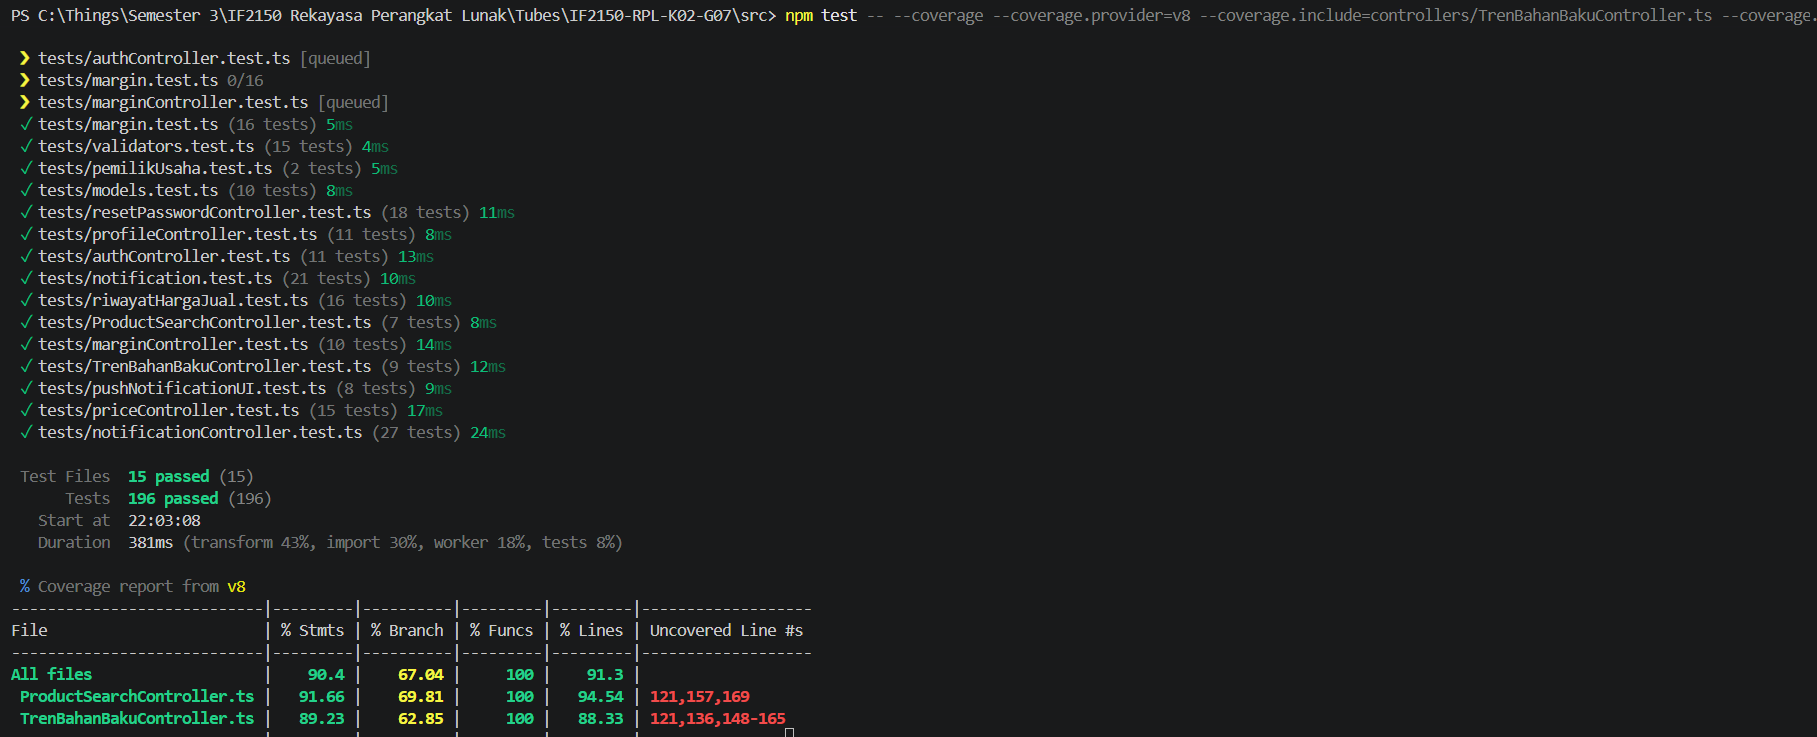 PS C:\Things\Semester 3\IF2150 Rekayasa Perangkat Lunak\Tubes\IF2150-RPL-K02-G07\src> npm test -- --coverage --coverage.provider=v8 --coverage.include=controllers/TrenBahanBakuController.ts --coverage.
❯ tests/authController.test.ts [queued]
❯ tests/margin.test.ts 0/16
❯ tests/marginController.test.ts [queued]
✓ tests/margin.test.ts (16 tests) 5ms
✓ tests/validators.test.ts (15 tests) 4ms
✓ tests/pemilikUsaha.test.ts (2 tests) 5ms
✓ tests/models.test.ts (10 tests) 8ms
✓ tests/resetPasswordController.test.ts (18 tests) 11ms
✓ tests/profileController.test.ts (11 tests) 8ms
✓ tests/authController.test.ts (11 tests) 13ms
✓ tests/notification.test.ts (21 tests) 10ms
✓ tests/riwayatHargaJual.test.ts (16 tests) 10ms
✓ tests/ProductSearchController.test.ts (7 tests) 8ms
✓ tests/marginController.test.ts (10 tests) 14ms
✓ tests/TrenBahanBakuController.test.ts (9 tests) 12ms
✓ tests/pushNotificationUI.test.ts (8 tests) 9ms
✓ tests/priceController.test.ts (15 tests) 17ms
✓ tests/notificationController.test.ts (27 tests) 24ms
Test Files  15 passed (15)
Tests  196 passed (196)
Start at  22:03:08
Duration  381ms (transform 43%, import 30%, worker 18%, tests 8%)
% Coverage report from v8
----------------------------|---------|----------|---------|---------|-------------------
File                        | % Stmts | % Branch | % Funcs | % Lines | Uncovered Line #s
----------------------------|---------|----------|---------|---------|-------------------
All files                   |    90.4 |    67.04 |     100 |    91.3 |
 ProductSearchController.ts |   91.66 |    69.81 |     100 |   94.54 | 121,157,169
 TrenBahanBakuController.ts |   89.23 |    62.85 |     100 |   88.33 | 121,136,148-165